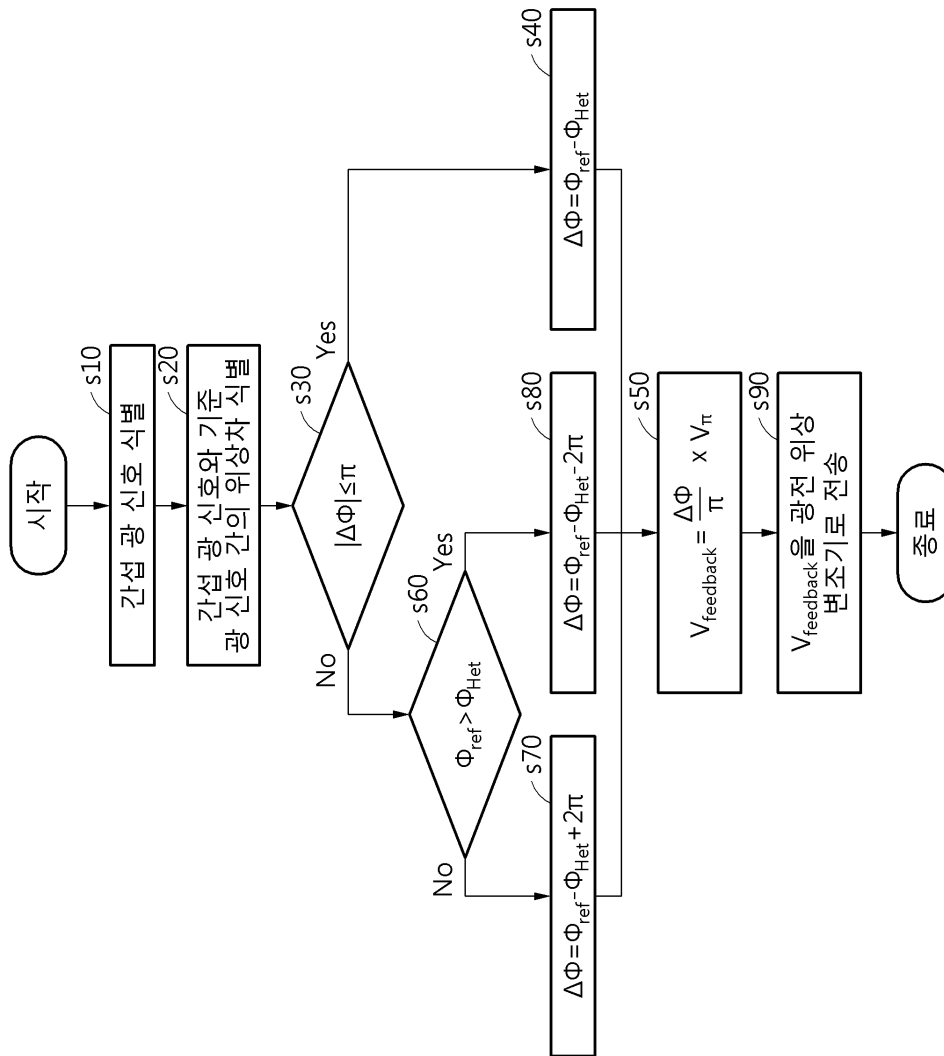 시작
s10
간섭 광 신호 식별
s20
간섭 광 신호와 기준
광 신호 간의 위상차 식별
s30
|ΔΦ|≤π
No
Yes
s60
Φref>ΦHet
No
Yes
s70
ΔΦ=Φref-ΦHet+2π
s80
ΔΦ=Φref-ΦHet-2π
s40
ΔΦ=Φref-ΦHet
s50
Vfeedback=ΔΦ/π x Vπ
s90
Vfeedback을 광전 위상
변조기로 전송
종료